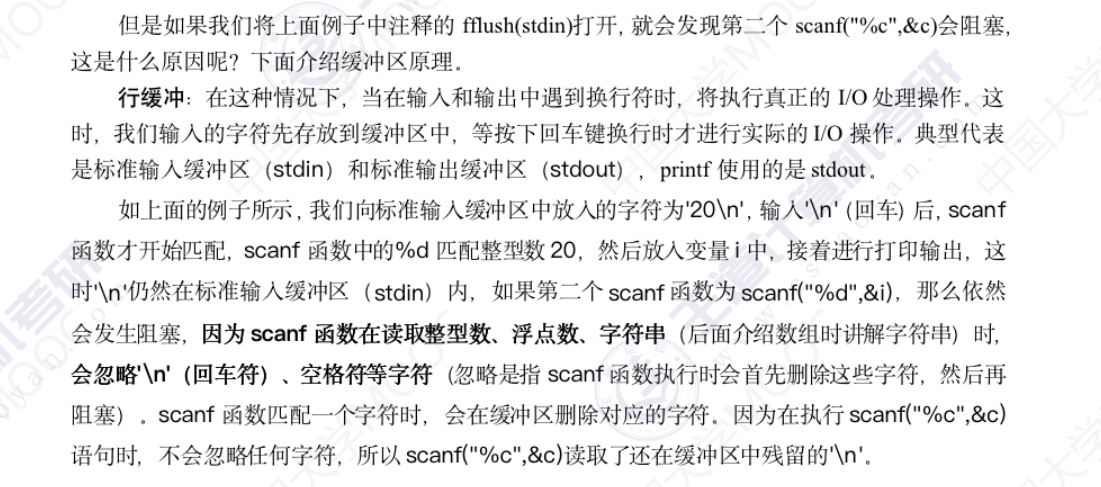 但是如果我们将上面例子中注释的 fflush(stdin)打开，就会发现第二个 scanf("%c",&c)会阻塞，
这是什么原因呢？下面介绍缓冲区原理。
行缓冲：在这种情况下，当在输入和输出中遇到换行符时，将执行真正的 I/O 处理操作。这
时，我们输入的字符先存放到缓冲区中，等按下回车键换行时才进行实际的 I/O 操作。典型代表
是标准输入缓冲区（stdin）和标准输出缓冲区（stdout），printf 使用的是 stdout。
如上面的例子所示，我们向标准输入缓冲区中放入的字符为'20\n'，输入'\n'（回车）后，scanf
函数才开始匹配，scanf 函数中的%d 匹配整型数 20，然后放入变量 i 中，接着进行打印输出，这
时'\n'仍然在标准输入缓冲区（stdin）内，如果第二个 scanf 函数为 scanf("%d",&i)，那么依然
会发生阻塞，因为 scanf 函数在读取整型数、浮点数、字符串（后面介绍数组时讲解字符串）时，
会忽略'\n'（回车符）、空格符等字符（忽略是指 scanf 函数执行时会首先删除这些字符，然后再
阻塞）。scanf 函数匹配一个字符时，会在缓冲区删除对应的字符。因为在执行 scanf("%c",&c)
语句时，不会忽略任何字符，所以 scanf("%c",&c)读取了还在缓冲区中残留的'\n'。